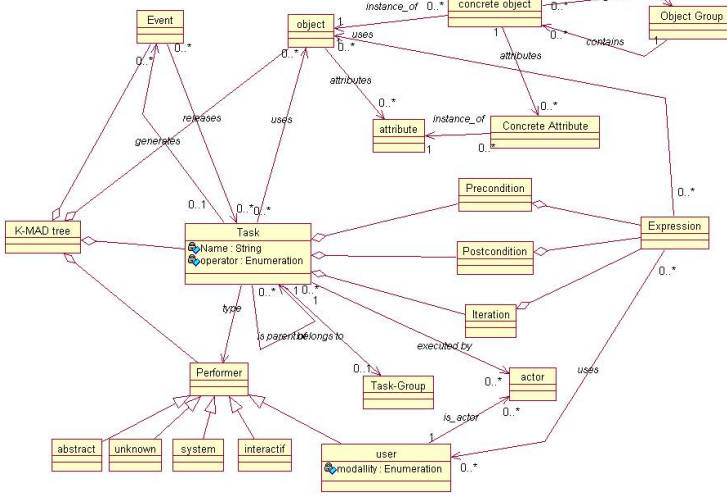 instance_of 0..* concrete object 0..*
Event
object
1
uses
Object Group
0..* 0..*
0..*
0..*
1
0..*
contains
1
attributes
attributes
0..*
0..*
releases
uses
attribute
instance_of
Concrete Attribute
generates
1
0..*
Precondition
0..1
0..* 0..*
0..*
K-MAD tree
Task
Name : String
operator : Enumeration
Postcondition
Expression
0..*
0..*
1
0..*
1
type
Iteration
is parent of
belongs to
executed by
Performer
0..1
Task-Group
0..*
actor
uses
0..*
is_actor
abstract
unknown
system
interactif
1
user
modallity : Enumeration
0..*